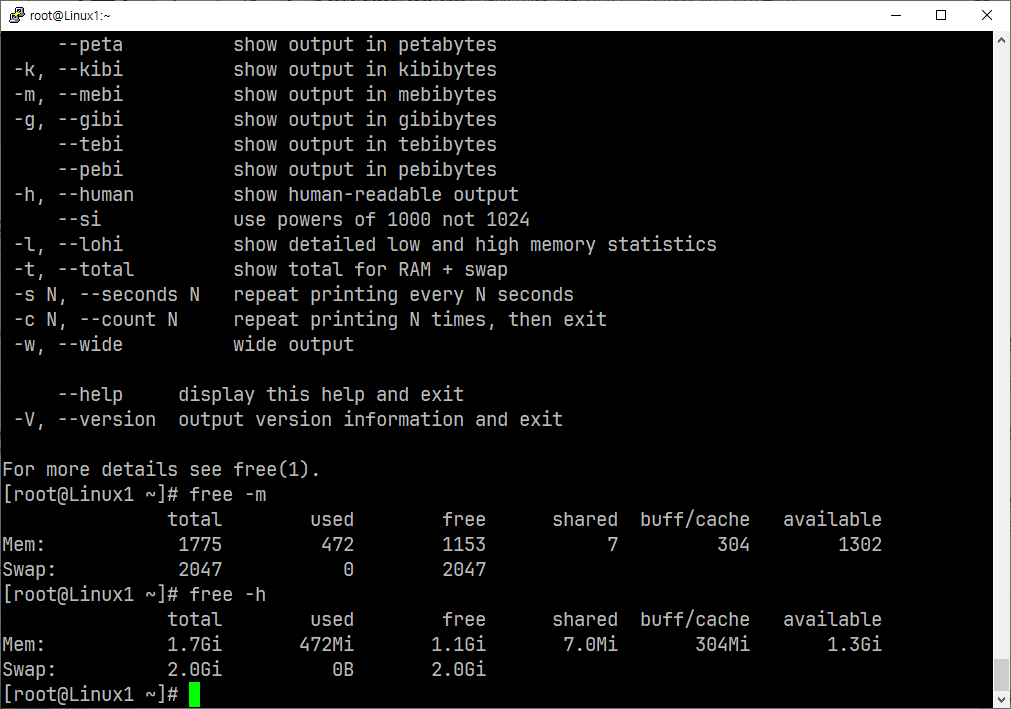 root@Linux1:~
      --peta          show output in petabytes
 -k, --kibi          show output in kibibytes
 -m, --mebi          show output in mebibytes
 -g, --gibi          show output in gibibytes
     --tebi          show output in tebibytes
     --pebi          show output in pebibytes
 -h, --human         show human-readable output
     --si            use powers of 1000 not 1024
 -l, --lohi          show detailed low and high memory statistics
 -t, --total         show total for RAM + swap
 -s N, --seconds N   repeat printing every N seconds
 -c N, --count N     repeat printing N times, then exit
 -w, --wide          wide output

     --help     display this help and exit
 -V, --version  output version information and exit

For more details see free(1).
[root@Linux1 ~]# free -m
               total        used        free      shared  buff/cache   available
Mem:            1775         472        1153           7         304        1302
Swap:           2047           0        2047
[root@Linux1 ~]# free -h
               total        used        free      shared  buff/cache   available
Mem:           1.7Gi       472Mi       1.1Gi       7.0Mi       304Mi       1.3Gi
Swap:          2.0Gi          0B       2.0Gi
[root@Linux1 ~]#